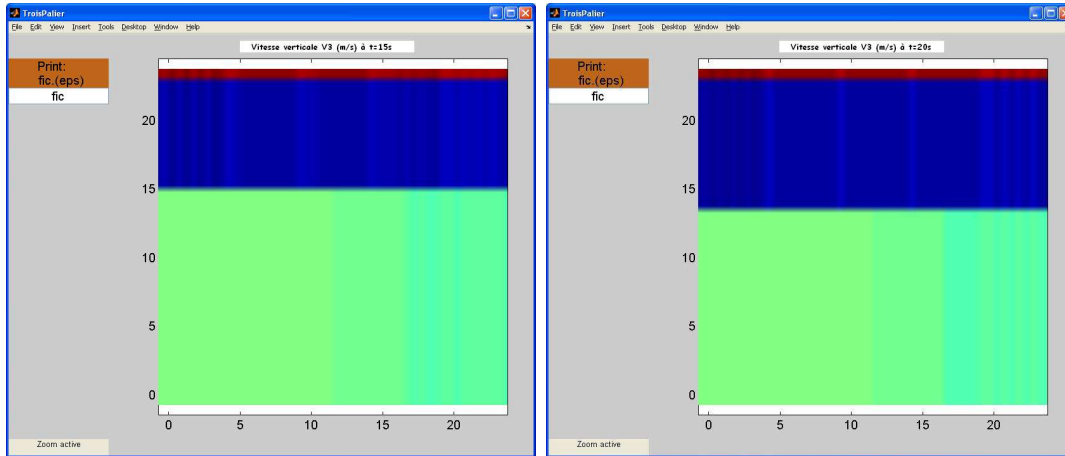 TroisPalier
File Edit View Insert Tools Desktop Window Help
Vitesse verticale V3 (m/s) à t=15s
Print:
fic.(eps)
fic
20
15
10
5
0
0 5 10 15 20
Zoom active
TroisPalier
File Edit View Insert Tools Desktop Window Help
Vitesse verticale V3 (m/s) à t=20s
Print:
fic.(eps)
fic
20
15
10
5
0
0 5 10 15 20
Zoom active